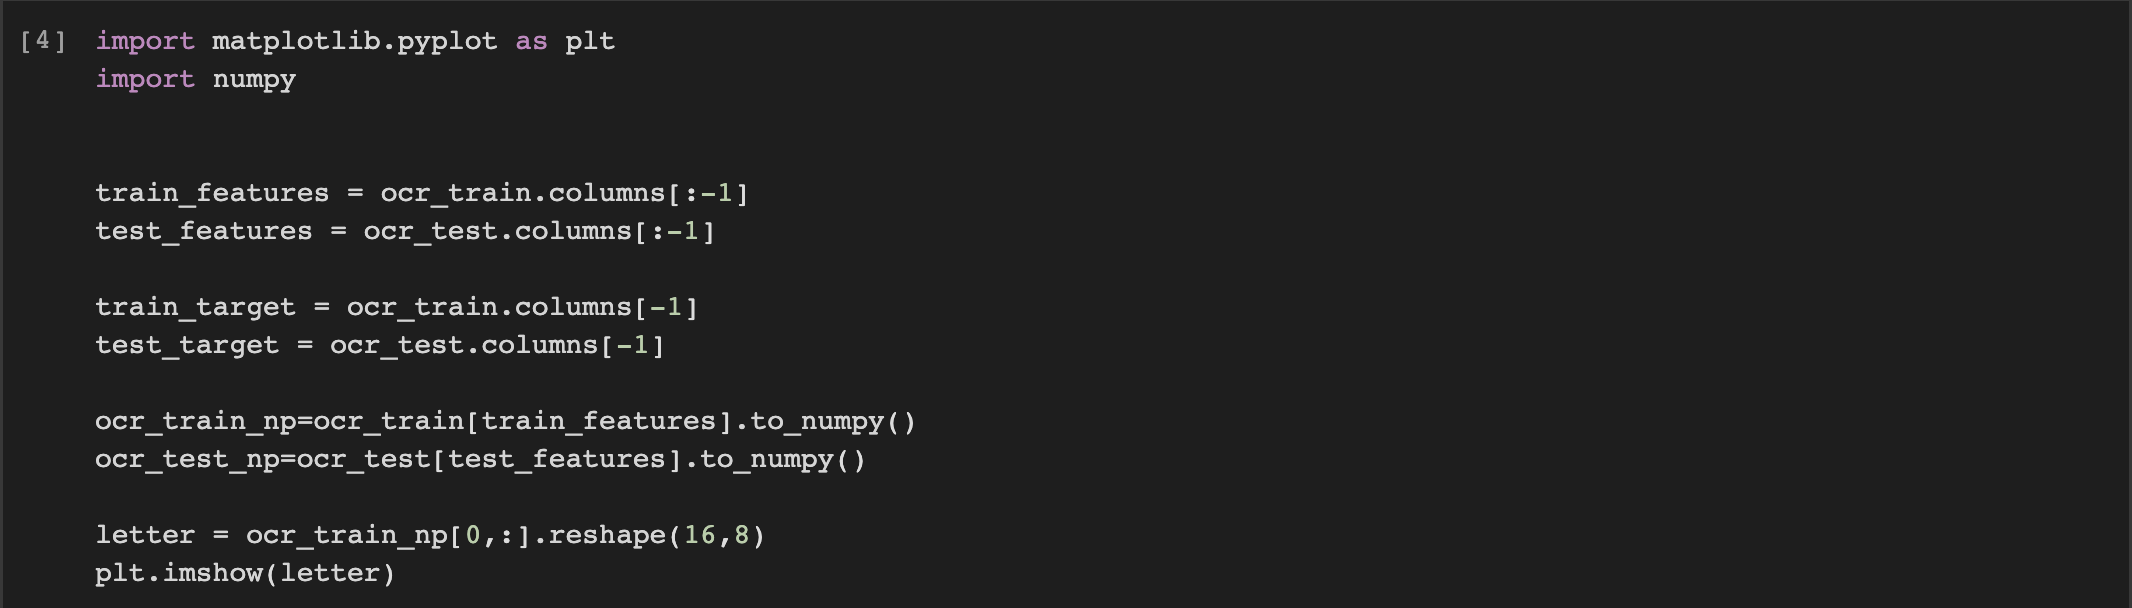 [4] import matplotlib.pyplot as plt
import numpy
train_features = ocr_train.columns[:-1]
test_features = ocr_test.columns[:-1]
train_target = ocr_train.columns[-1]
test_target = ocr_test.columns[-1]
ocr_train_np=ocr_train[train_features].to_numpy()
ocr_test_np=ocr_test[test_features].to_numpy()
letter = ocr_train_np[0,:].reshape(16,8)
plt.imshow(letter)